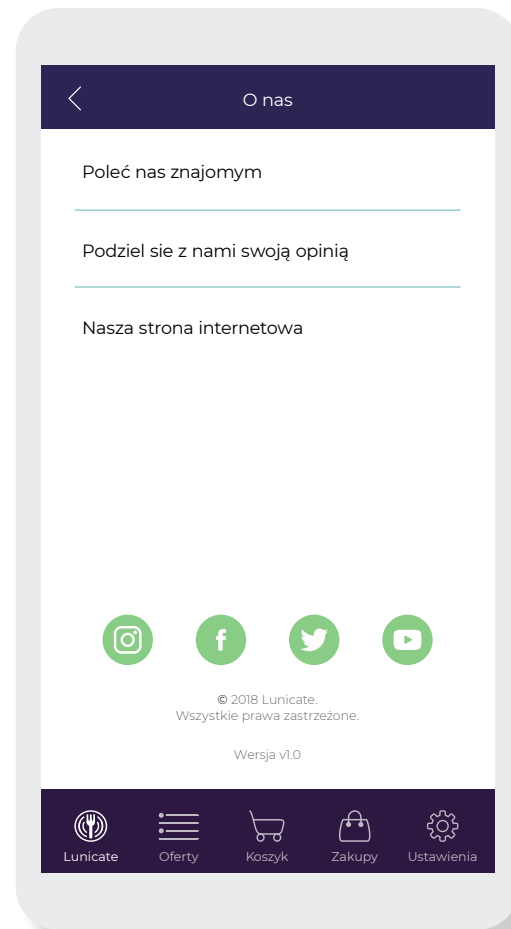 O nas
Poleć nas znajomym
Podziel sie z nami swoją opinią
Nasza strona internetowa
© 2018 Lunicate.
Wszystkie prawa zastrzeżone.
Wersja v1.0
Lunicate Oferty Koszyk Zakupy Ustawienia